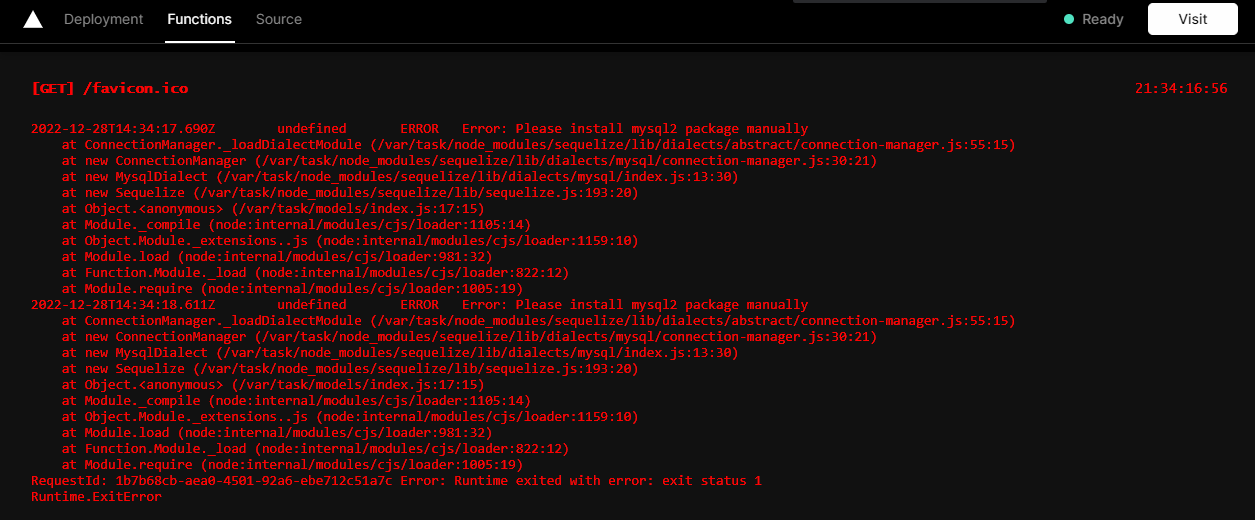 Deployment Functions Source Ready Visit
[GET] /favicon.ico 21:34:16:56
2022-12-28T14:34:17.690Z undefined ERROR Error: Please install mysql2 package manually
at ConnectionManager._loadDialectModule (/var/task/node_modules/sequelize/lib/dialects/abstract/connection-manager.js:55:15)
at new ConnectionManager (/var/task/node_modules/sequelize/lib/dialects/mysql/connection-manager.js:30:21)
at new MysqlDialect (/var/task/node_modules/sequelize/lib/dialects/mysql/index.js:13:30)
at new Sequelize (/var/task/node_modules/sequelize/lib/sequelize.js:193:20)
at Object.<anonymous> (/var/task/models/index.js:17:15)
at Module._compile (node:internal/modules/cjs/loader:1105:14)
at Object.Module._extensions..js (node:internal/modules/cjs/loader:1159:10)
at Module.load (node:internal/modules/cjs/loader:981:32)
at Function.Module._load (node:internal/modules/cjs/loader:822:12)
at Module.require (node:internal/modules/cjs/loader:1005:19)
2022-12-28T14:34:18.611Z undefined ERROR Error: Please install mysql2 package manually
at ConnectionManager._loadDialectModule (/var/task/node_modules/sequelize/lib/dialects/abstract/connection-manager.js:55:15)
at new ConnectionManager (/var/task/node_modules/sequelize/lib/dialects/mysql/connection-manager.js:30:21)
at new MysqlDialect (/var/task/node_modules/sequelize/lib/dialects/mysql/index.js:13:30)
at new Sequelize (/var/task/node_modules/sequelize/lib/sequelize.js:193:20)
at Object.<anonymous> (/var/task/models/index.js:17:15)
at Module._compile (node:internal/modules/cjs/loader:1105:14)
at Object.Module._extensions..js (node:internal/modules/cjs/loader:1159:10)
at Module.load (node:internal/modules/cjs/loader:981:32)
at Function.Module._load (node:internal/modules/cjs/loader:822:12)
at Module.require (node:internal/modules/cjs/loader:1005:19)
RequestId: 1b7b68cb-aea0-4501-92a6-ebe712c51a7c Error: Runtime exited with error: exit status 1
Runtime.ExitError